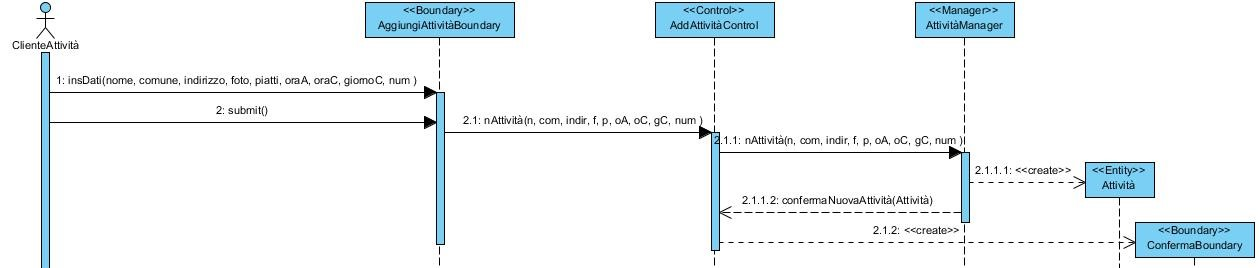 <<Boundary>>
AggiungiAttivitàBoundary
<<Control>>
AddAttivitàControl
<<Manager>>
AttivitàManager
ClienteAttività
1: insDati(nome, comune, indirizzo, foto, piatti, oraA, oraC, giornoC, num )
2: submit()
2.1: nAttività(n, com, indir, f, p, oA, oC, gC, num )
2.1.1: nAttività(n, com, indir, f, p, oA, oC, gC, num )
2.1.1.1: <<create>>
<<Entity>>
Attività
2.1.1.2: confermaNuovaAttività(Attività)
2.1.2: <<create>>
<<Boundary>>
ConfermaBoundary